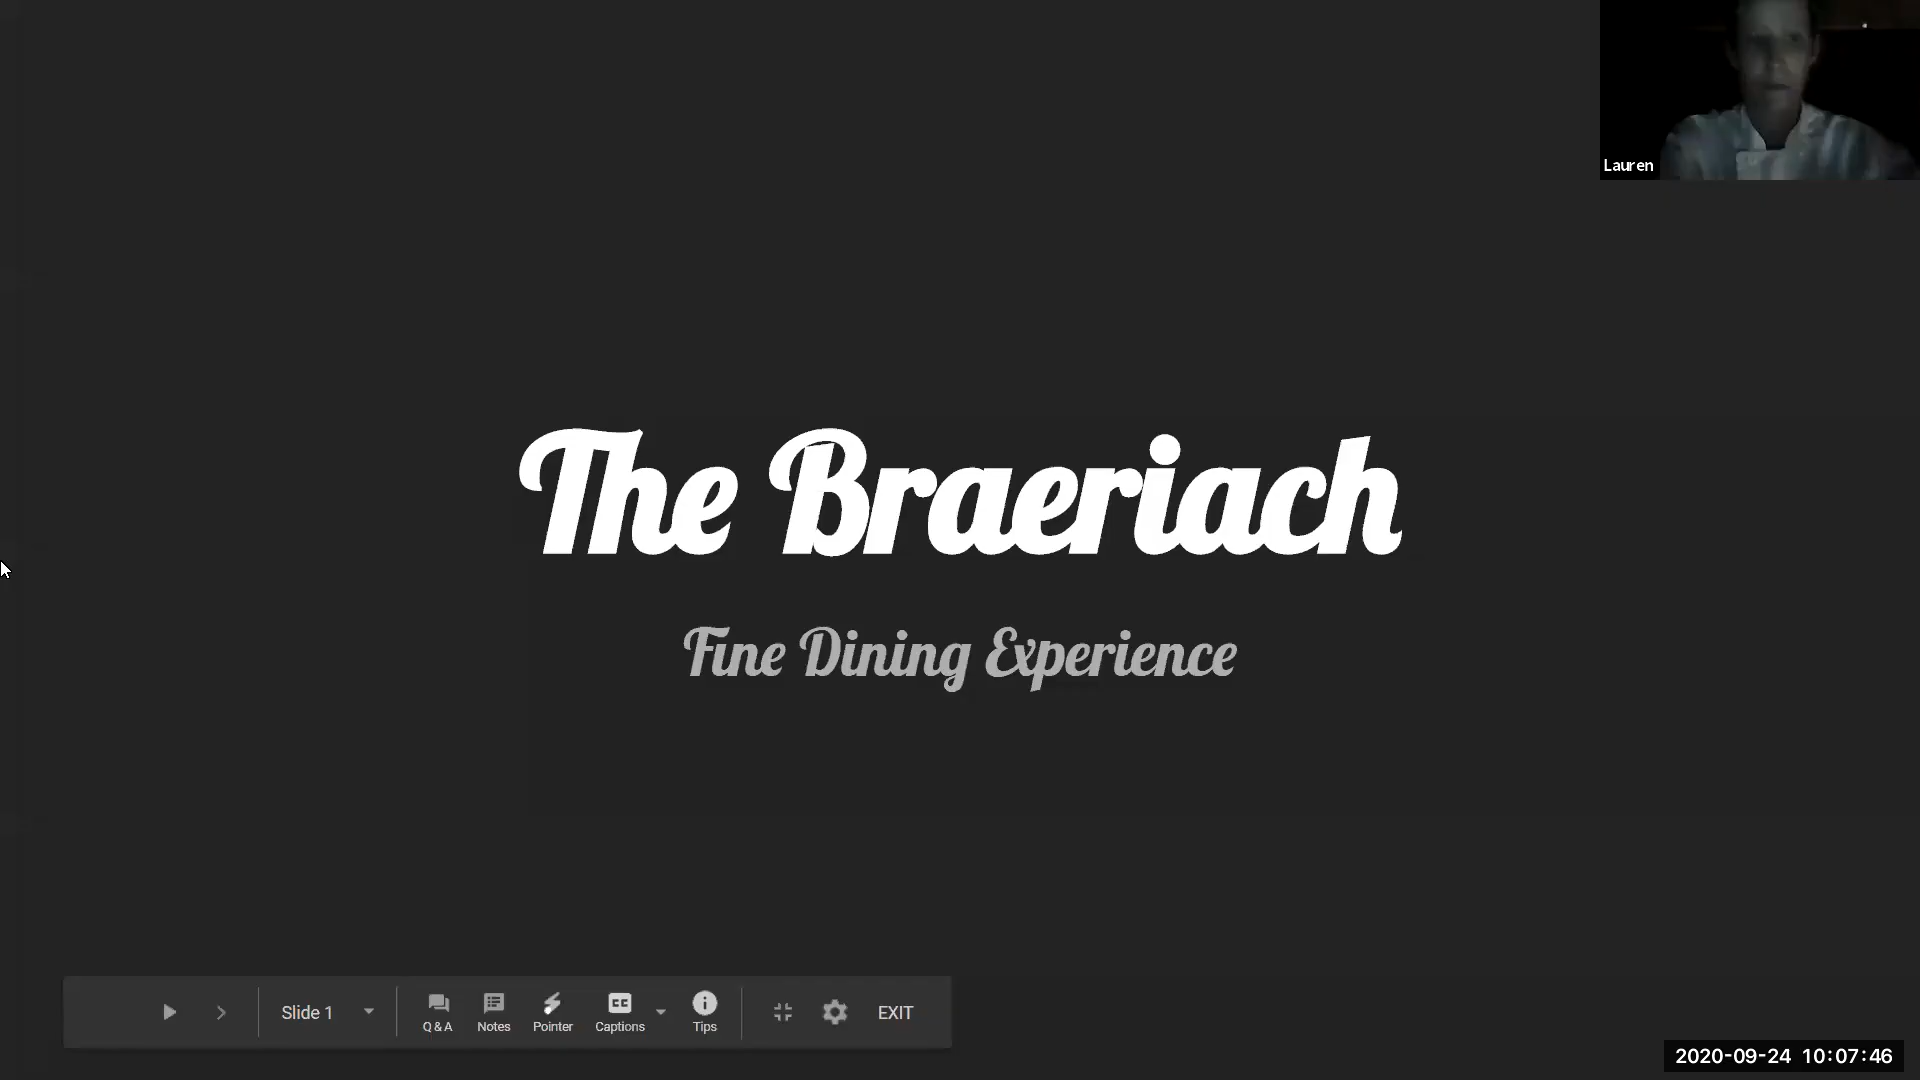 Lauren
The Braeriach
Fine Dining Experience
Slide 1
Q & A
Notes
Pointer
CC
Captions
Tips
EXIT
2020-09-24 10:07:46